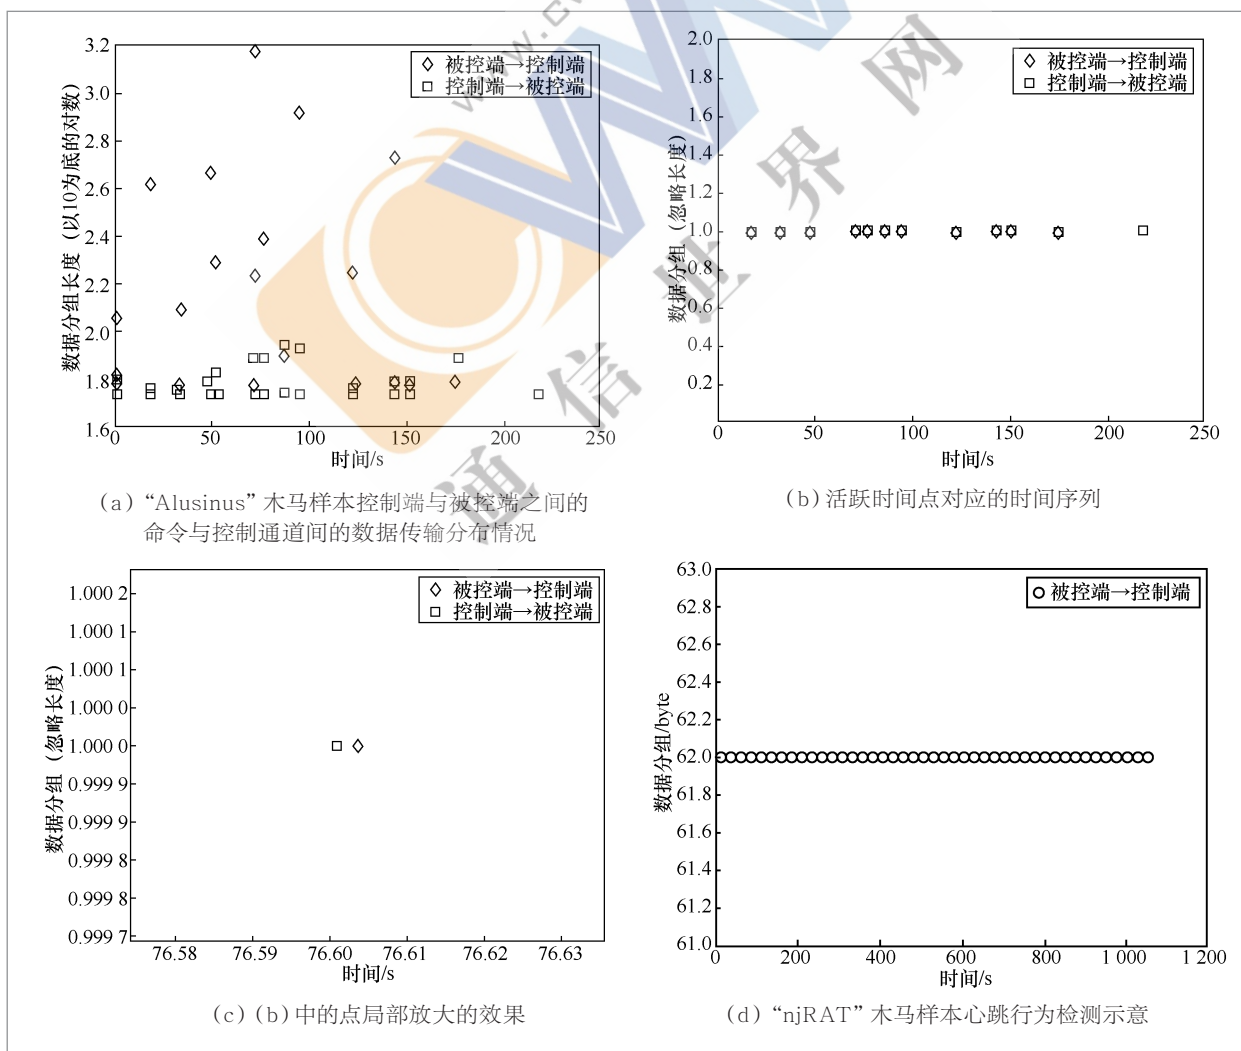 3.2
3.0
2.8
2.6
2.4
2.2
2.0
1.8
1.6
数据分组长度（以10为底的对数）
被控端→控制端
控制端→被控端
0 50 100 150 200 250
时间/s
(a) “Alusinus” 木马样本控制端与被控端之间的
命令与控制通道间的数据传输分布情况
2.0
1.8
1.6
1.4
1.2
1.0
0.8
0.6
0.4
0.2
数据分组（忽略长度）
被控端→控制端
控制端→被控端
0 50 100 150 200 250
时间/s
(b) 活跃时间点对应的时间序列
1.000 2
1.000 1
1.000 1
1.000 0
1.000 0
0.999 9
0.999 9
0.999 8
0.999 8
0.999 7
数据分组（忽略长度）
被控端→控制端
控制端→被控端
76.58 76.59 76.60 76.61 76.62 76.63
时间/s
(c) (b) 中的点局部放大的效果
63.0
62.8
62.6
62.4
62.2
62.0
61.8
61.6
61.4
61.2
61.0
数据分组/byte
被控端→控制端
0 200 400 600 800 1 000 1 200
时间/s
(d) “njRAT” 木马样本心跳行为检测示意
通信世界网
www.cw